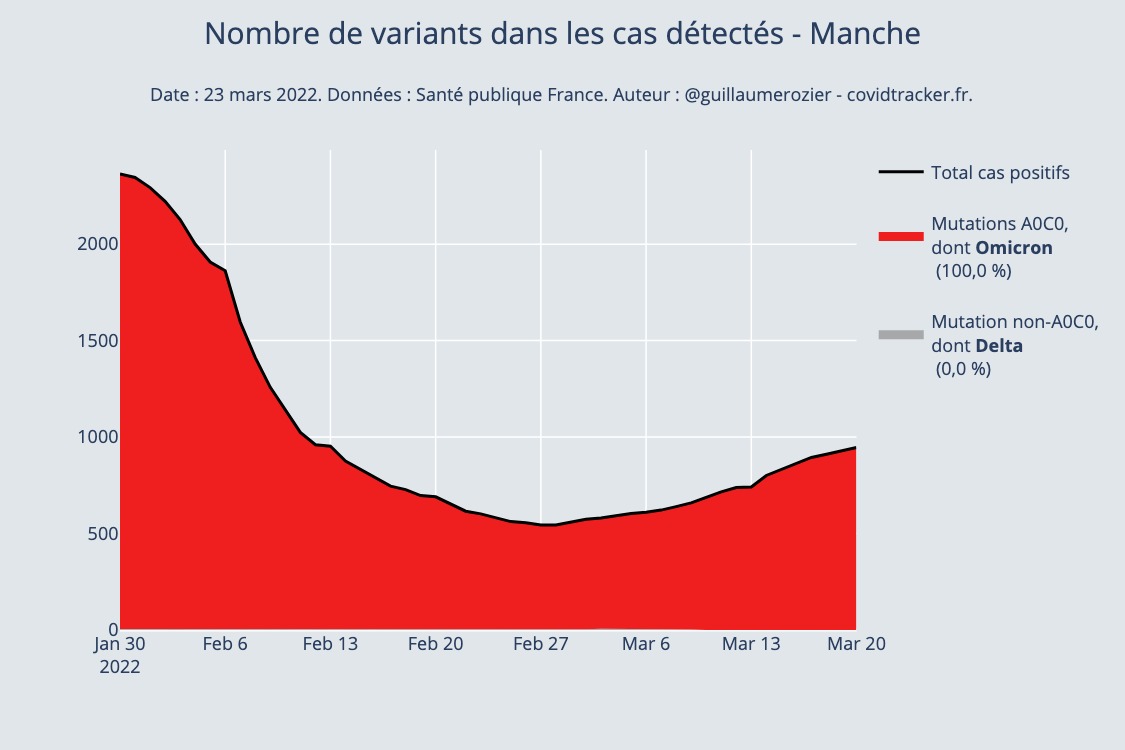 Nombre de variants dans les cas détectés - Manche
Date : 23 mars 2022. Données : Santé publique France. Auteur : @guillaumerozier - covidtracker.fr.
Total cas positifs
Mutations A0C0,
dont Omicron
(100,0 %)
Mutation non-A0C0,
dont Delta
(0,0 %)
2000
1500
1000
500
0
Jan 30 Feb 6 Feb 13 Feb 20 Feb 27 Mar 6 Mar 13 Mar 20
2022